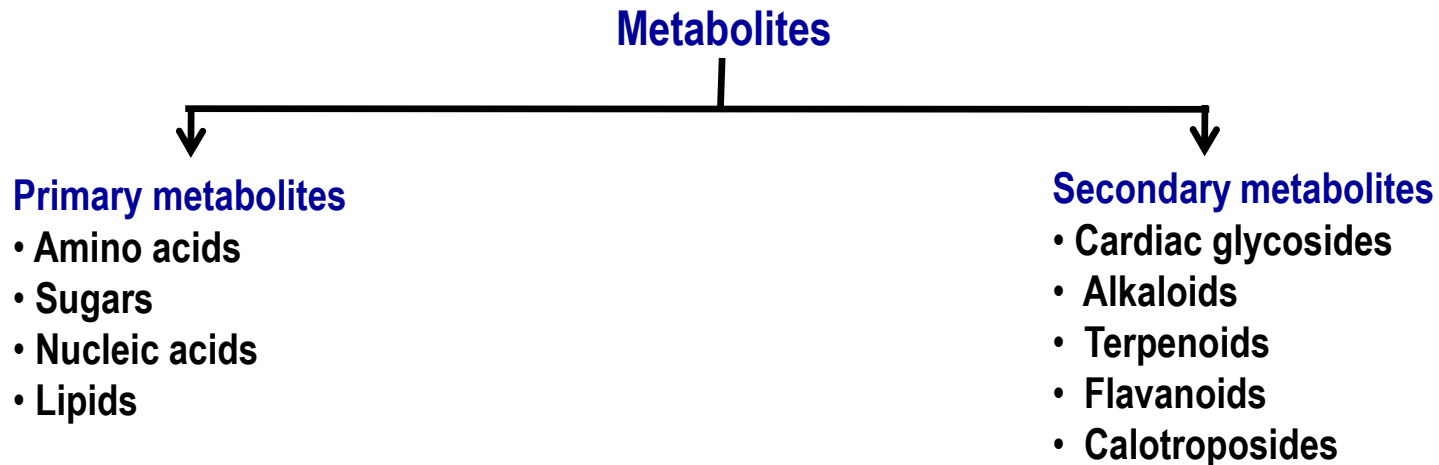 Metabolites
Primary metabolites
• Amino acids
• Sugars
• Nucleic acids
• Lipids
Secondary metabolites
• Cardiac glycosides
• Alkaloids
• Terpenoids
• Flavanoids
• Calotroposides